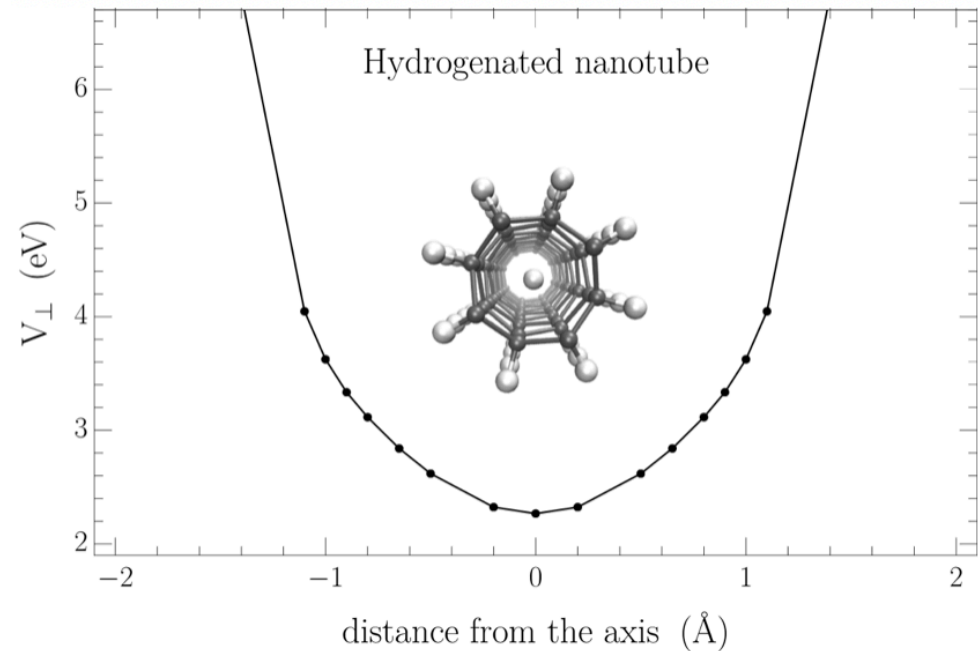 Hydrogenated nanotube
6
5
4
3
2
V⊥ (eV)
−2 −1 0 1 2
distance from the axis (Å)